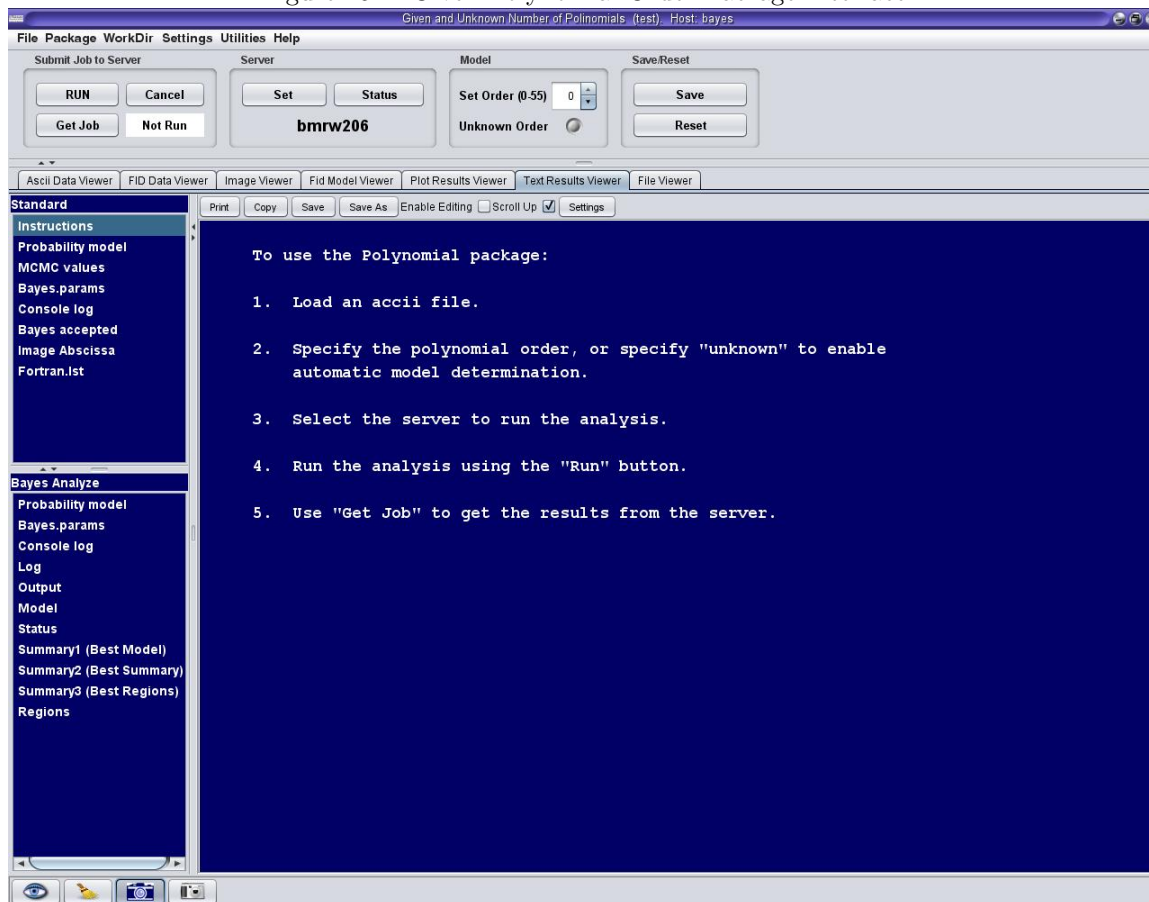 Given and Unknown Number of Polinomials (test). Host: bayes
File Package WorkDir Settings Utilities Help
Submit Job to Server Server Model Save/Reset
RUN Cancel Set Status Set Order (0-55) 0 Save
Get Job Not Run bmrw206 Unknown Order Reset
Ascii Data Viewer FID Data Viewer Image Viewer Fid Model Viewer Plot Results Viewer Text Results Viewer File Viewer
Standard
Print Copy Save Save As Enable Editing Scroll Up Settings
Instructions
Probability model
MCMC values
Bayes.params
Console log
Bayes accepted
Image Abscissa
Fortran.lst
Bayes Analyze
Probability model
Bayes.params
Console log
Log
Output
Model
Status
Summary1 (Best Model)
Summary2 (Best Summary)
Summary3 (Best Regions)
Regions
To use the Polynomial package:
1. Load an accii file.
2. Specify the polynomial order, or specify "unknown" to enable
automatic model determination.
3. Select the server to run the analysis.
4. Run the analysis using the "Run" button.
5. Use "Get Job" to get the results from the server.